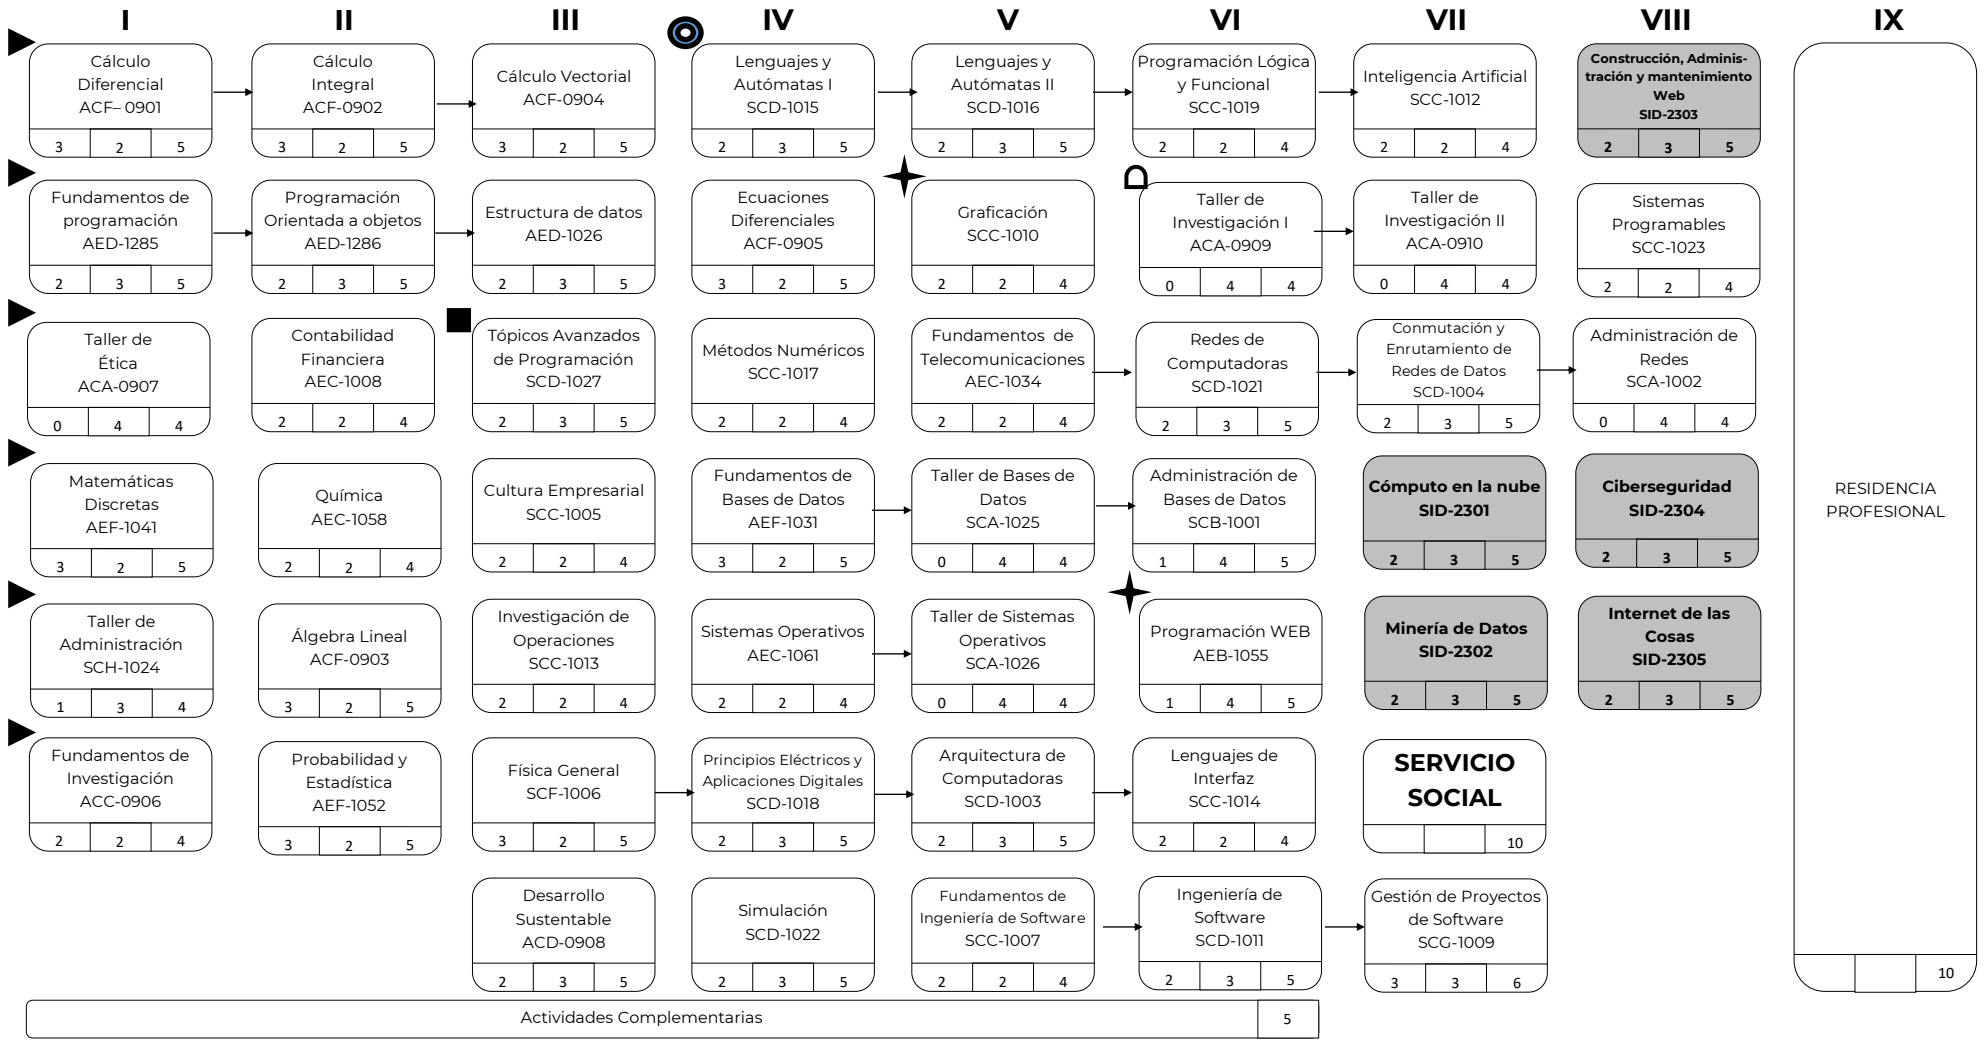 I II III IV V VI VII VIII IX
Cálculo
Diferencial
ACF– 0901
3 2 5
Cálculo
Integral
ACF-0902
3 2 5
Cálculo Vectorial
ACF-0904
3 2 5
Lenguajes y
Autómatas I
SCD-1015
2 3 5
Lenguajes y
Autómatas II
SCD-1016
2 3 5
Programación Lógica
y Funcional
SCC-1019
2 2 4
Inteligencia Artificial
SCC-1012
2 2 4
Construcción, Adminis-
tración y mantenimiento
Web
SID-2303
2 3 5
Fundamentos de
programación
AED-1285
2 3 5
Programación
Orientada a objetos
AED-1286
2 3 5
Estructura de datos
AED-1026
2 3 5
Ecuaciones
Diferenciales
ACF-0905
3 2 5
Graficación
SCC-1010
2 2 4
D
Taller de
Investigación I
ACA-0909
0 4 4
Taller de
Investigación II
ACA-0910
0 4 4
Sistemas
Programables
SCC-1023
2 2 4
Taller de
Ética
ACA-0907
0 4 4
Contabilidad
Financiera
AEC-1008
2 2 4
Tópicos Avanzados
de Programación
SCD-1027
2 3 5
Métodos Numéricos
SCC-1017
2 2 4
Fundamentos de
Telecomunicaciones
AEC-1034
2 2 4
Redes de
Computadoras
SCD-1021
2 3 5
Conmutación y
Enrutamiento de
Redes de Datos
SCD-1004
2 3 5
Administración de
Redes
SCA-1002
0 4 4
Matemáticas
Discretas
AEF-1041
3 2 5
Química
AEC-1058
2 2 4
Cultura Empresarial
SCC-1005
2 2 4
Fundamentos de
Bases de Datos
AEF-1031
3 2 5
Taller de Bases de
Datos
SCA-1025
0 4 4
Administración de
Bases de Datos
SCB-1001
1 4 5
Cómputo en la nube
SID-2301
2 3 5
Ciberseguridad
SID-2304
2 3 5
Taller de
Administración
SCH-1024
1 3 4
Álgebra Lineal
ACF-0903
3 2 5
Investigación de
Operaciones
SCC-1013
2 2 4
Sistemas Operativos
AEC-1061
2 2 4
Taller de Sistemas
Operativos
SCA-1026
0 4 4
Programación WEB
AEB-1055
1 4 5
Minería de Datos
SID-2302
2 3 5
Internet de las
Cosas
SID-2305
2 3 5
Fundamentos de
Investigación
ACC-0906
2 2 4
Probabilidad y
Estadística
AEF-1052
3 2 5
Física General
SCF-1006
3 2 5
Principios Eléctricos y
Aplicaciones Digitales
SCD-1018
2 3 5
Arquitectura de
Computadoras
SCD-1003
2 3 5
Lenguajes de
Interfaz
SCC-1014
2 2 4
SERVICIO
SOCIAL
10
Desarrollo
Sustentable
ACD-0908
2 3 5
Simulación
SCD-1022
2 3 5
Fundamentos de
Ingeniería de Software
SCC-1007
2 2 4
Ingeniería de
Software
SCD-1011
2 3 5
Gestión de Proyectos
de Software
SCG-1009
3 3 6
RESIDENCIA
PROFESIONAL
10
Actividades Complementarias 5